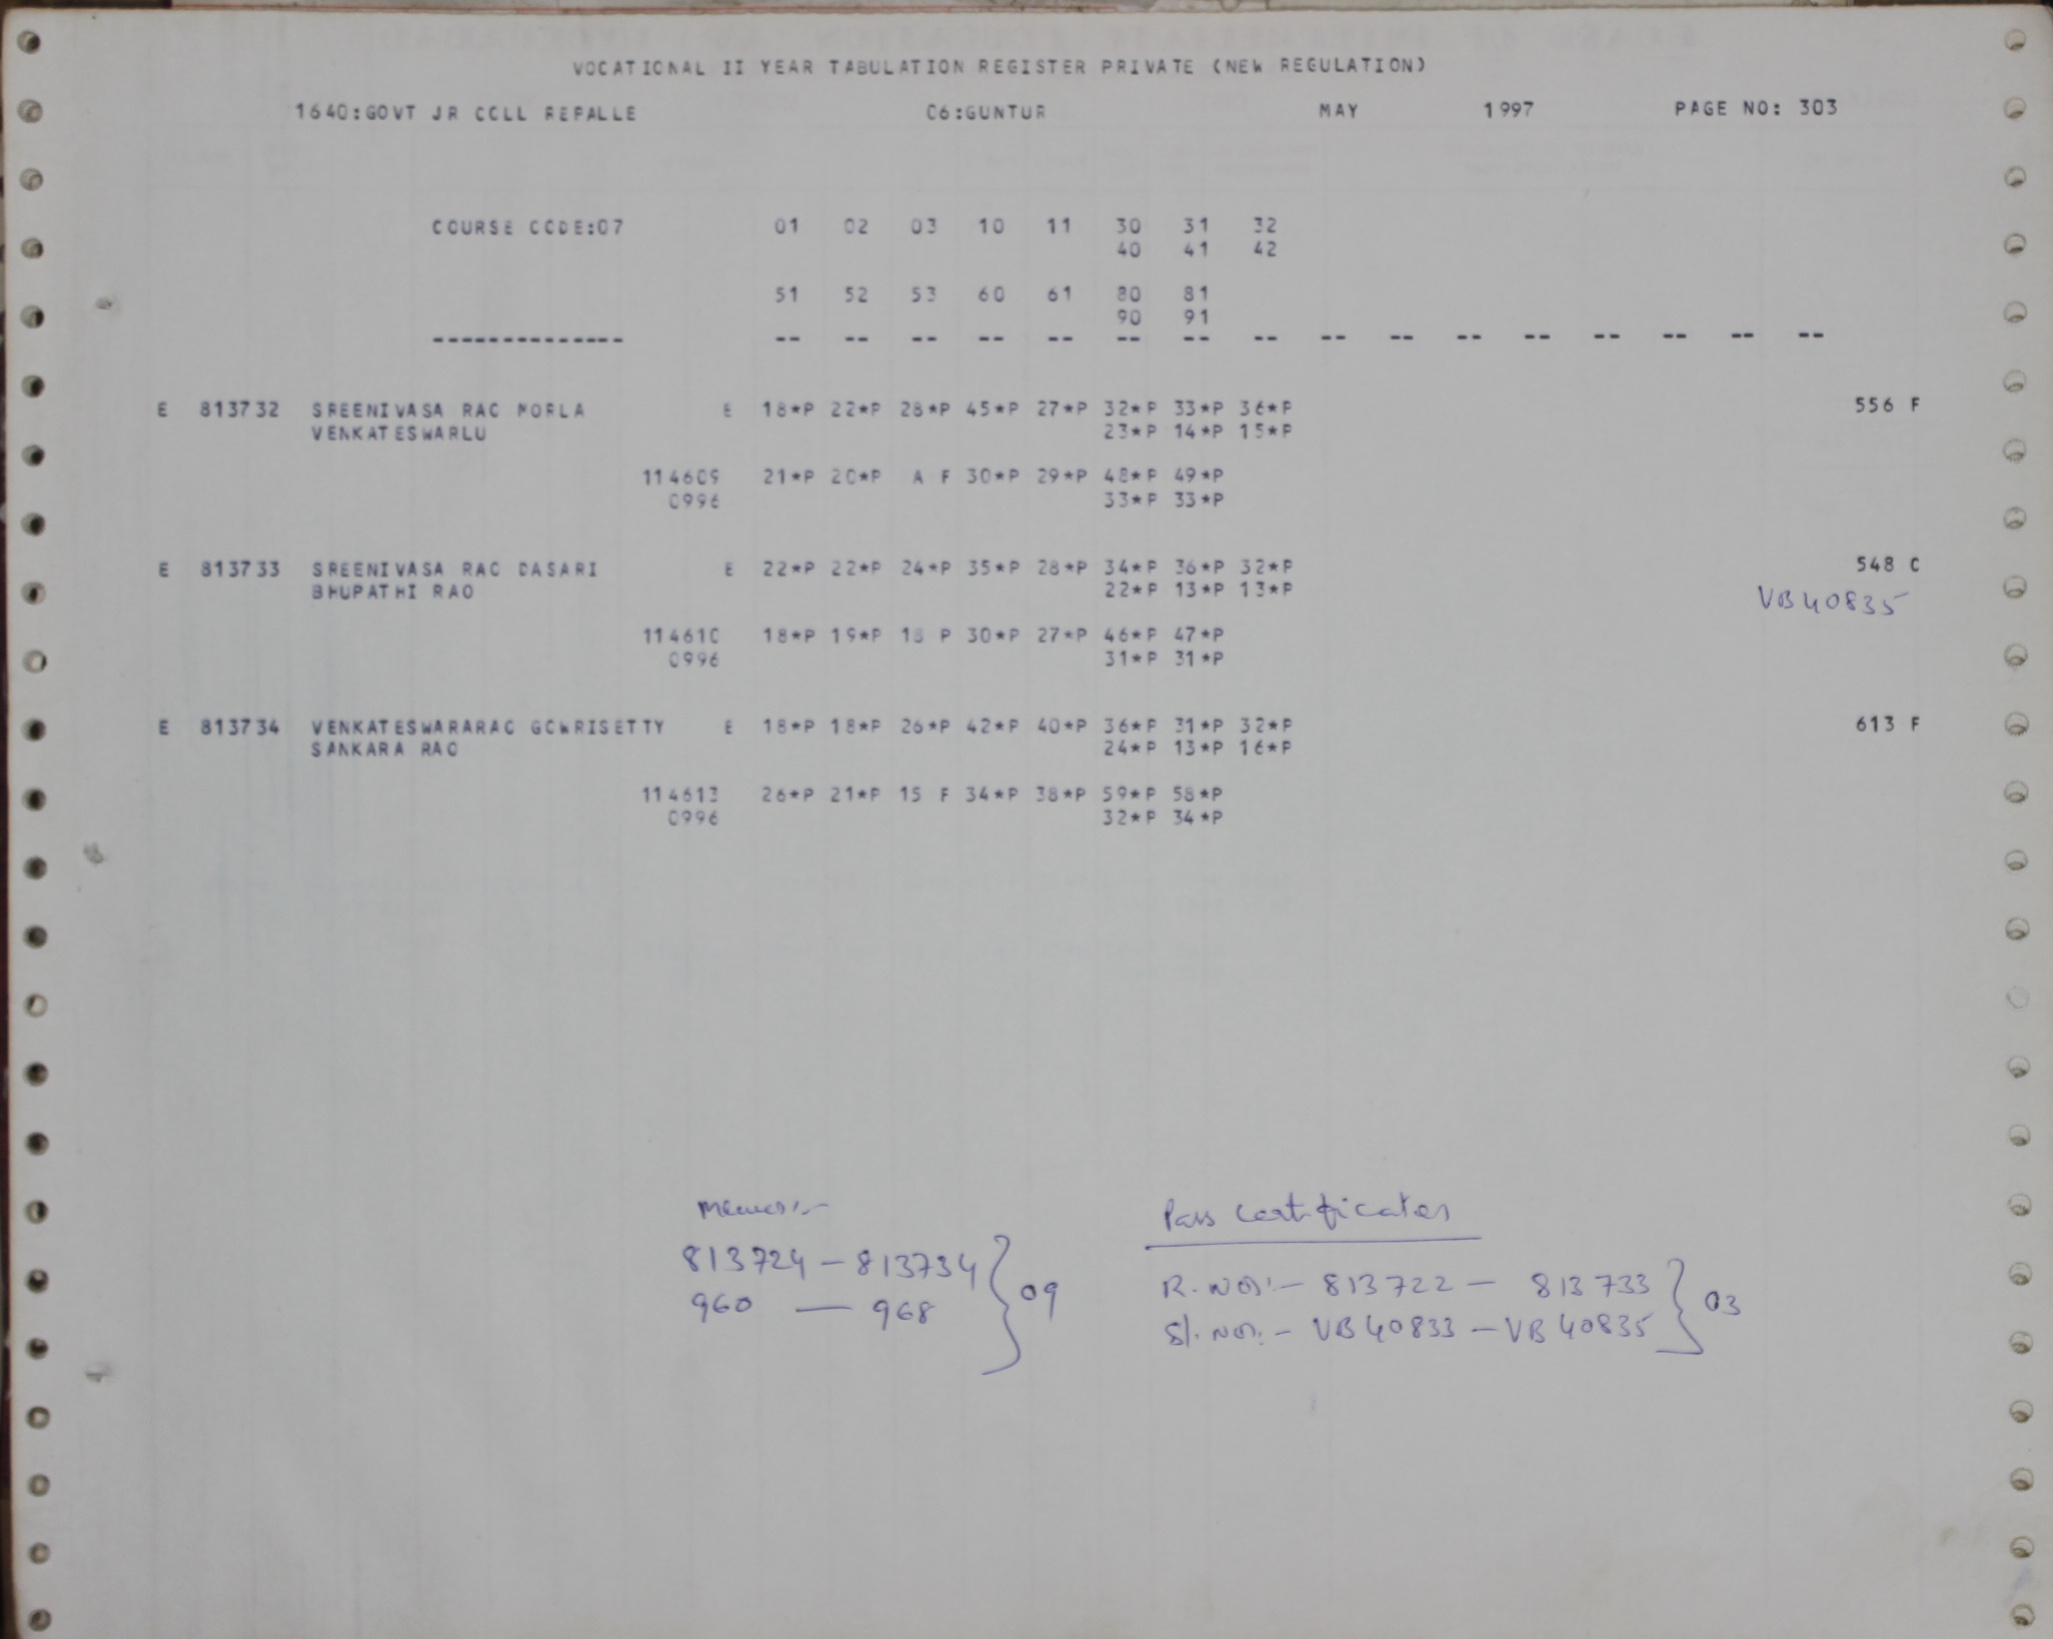 VOCATIONAL II YEAR TABULATION REGISTER PRIVATE (NEW REGULATION)
1640:GOVT JR COLL REPALLE 06:GUNTUR MAY 1997 PAGE NO: 303
COURSE CODE:07 01 02 03 10 11 30 31 32
40 41 42
51 52 53 60 61 80 81
90 91
-------------- -- -- -- -- -- -- -- -- -- -- -- -- -- -- -- --
E 813732 SREENIVASA RAO MORLA E 18*P 22*P 28*P 45*P 27*P 32*P 33*P 36*P 556 F
VENKATESWARLU 23*P 14*P 15*P
114609 21*P 20*P A F 30*P 29*P 48*P 49*P
0996 33*P 33*P
E 813733 SREENIVASA RAO DASARI E 22*P 22*P 24*P 35*P 28*P 34*P 36*P 32*P 548 C
BHUPATHI RAO 22*P 13*P 13*P VB40835
114610 18*P 19*P 18 P 30*P 27*P 46*P 47*P
0996 31*P 31*P
E 813734 VENKATESWARARAO GOWRISETTY E 18*P 18*P 26*P 42*P 40*P 36*P 31*P 32*P 613 F
SANKARA RAO 24*P 13*P 16*P
114613 26*P 21*P 15 F 34*P 38*P 59*P 58*P
0996 32*P 34*P
Memos:- Pass Certificates
813724 - 813734 } 09 R. Nos:- 813722 - 813733 } 03
960 - 968 Sl. Nos:- VB40833 - VB40835